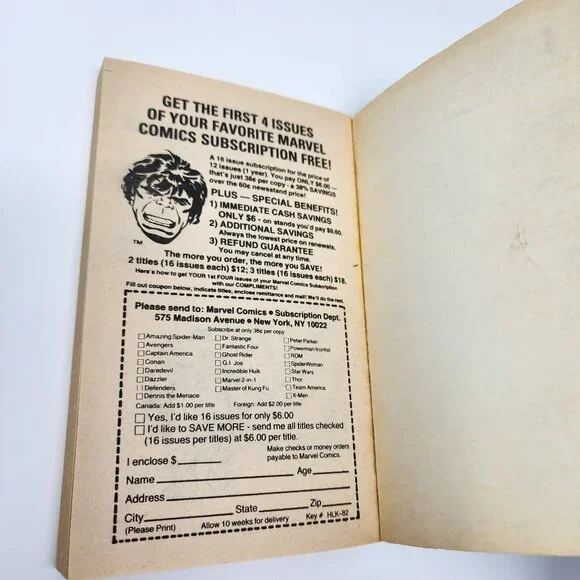 GET THE FIRST 4 ISSUES
OF YOUR FAVORITE MARVEL
COMICS SUBSCRIPTION FREE!
A 16 issue subscription for the price of
12 issues (1 year). You pay ONLY $6.00 —
that's just 38¢ per copy - a 38% SAVINGS
over the 60¢ newsstand price!
PLUS — SPECIAL BENEFITS!
1) IMMEDIATE CASH SAVINGS
ONLY $6 - on stands you'd pay $9.60.
2) ADDITIONAL SAVINGS
Always the lowest price on renewals.
3) REFUND GUARANTEE
You may cancel at any time.
TM
The more you order, the more you SAVE!
2 titles (16 issues each) $12; 3 titles (16 issues each) $18.
Here's how to get YOUR 1st FOUR issues of your Marvel Comics Subscription
with our COMPLIMENTS!
Fill out coupon below, indicate titles, enclose remittance and mail! We'll do the rest.
Please send to: Marvel Comics • Subscription Dept.
575 Madison Avenue • New York, NY 10022
Subscribe at only 38¢ per copy
Amazing Spider-Man
Avengers
Captain America
Conan
Daredevil
Dazzler
Defenders
Dennis the Menace
Dr. Strange
Fantastic Four
Ghost Rider
G.I. Joe
Incredible Hulk
Marvel 2-in-1
Master of Kung Fu
Peter Parker
Powerman/Ironfist
ROM
SpiderWoman
Star Wars
Thor
Team America
X-Men
Canada: Add $1.00 per title Foreign: Add $2.00 per title
Yes, I'd like 16 issues for only $6.00
I'd like to SAVE MORE - send me all titles checked
(16 issues per titles) at $6.00 per title.
Make checks or money orders
payable to Marvel Comics.
I enclose $
Name Age
Address
City State Zip
(Please Print) Allow 10 weeks for delivery Key # HLK-82